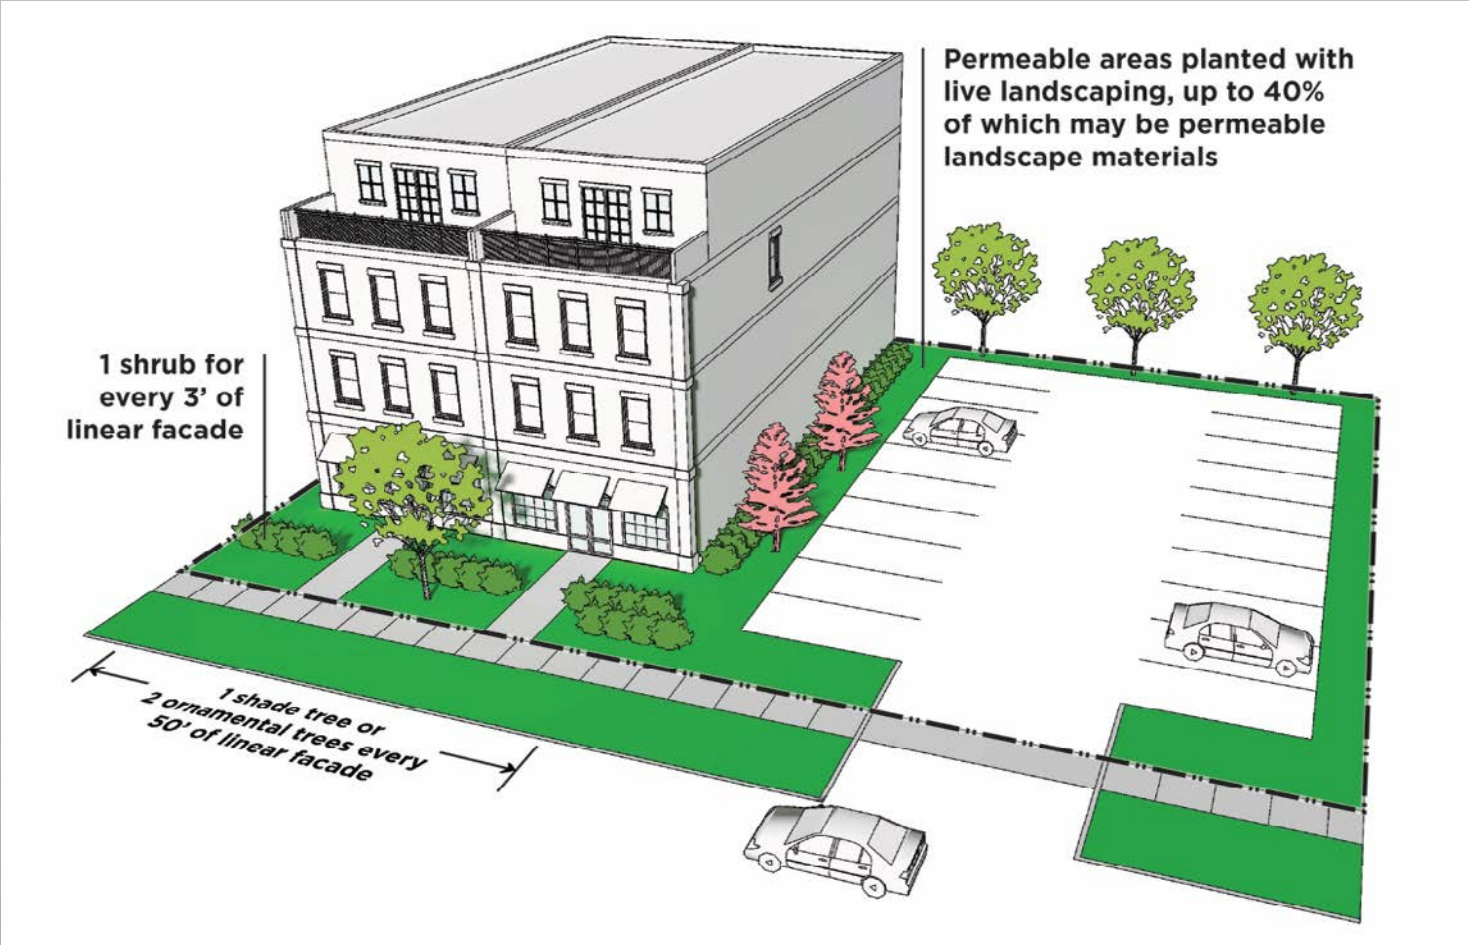 Permeable areas planted with
live landscaping, up to 40%
of which may be permeable
landscape materials
1 shrub for
every 3’ of
linear facade
1 shade tree or
2 ornamental trees every
50’ of linear facade